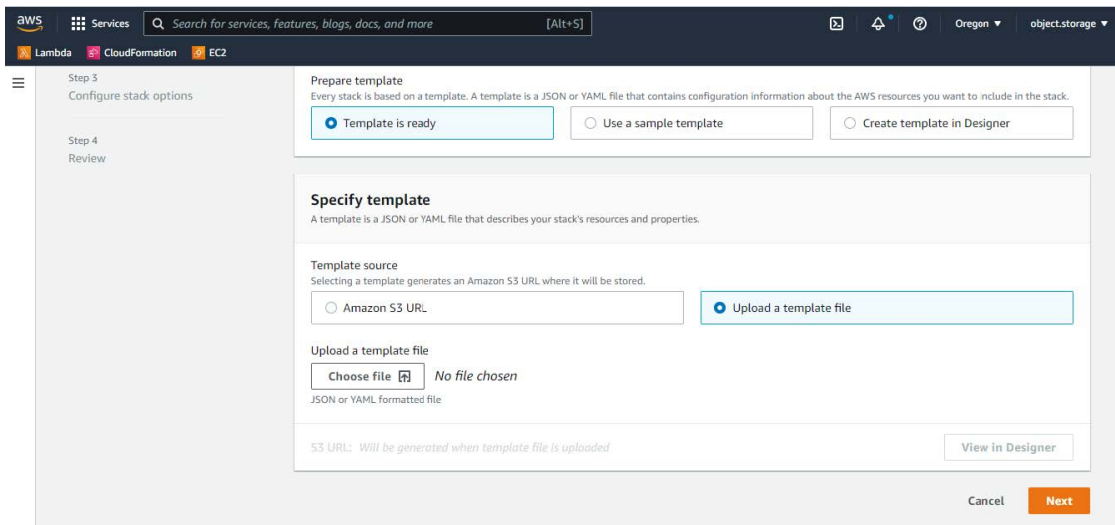 aws
Services
Search for services, features, blogs, docs, and more
[Alt+S]
Oregon ▼
object.storage ▼
Lambda
CloudFormation
EC2
Step 3
Configure stack options
Step 4
Review
Prepare template
Every stack is based on a template. A template is a JSON or YAML file that contains configuration information about the AWS resources you want to include in the stack.
Template is ready
Use a sample template
Create template in Designer
Specify template
A template is a JSON or YAML file that describes your stack's resources and properties.
Template source
Selecting a template generates an Amazon S3 URL where it will be stored.
Amazon S3 URL
Upload a template file
Upload a template file
Choose file
No file chosen
JSON or YAML formatted file
S3 URL: Will be generated when template file is uploaded
View in Designer
Cancel
Next